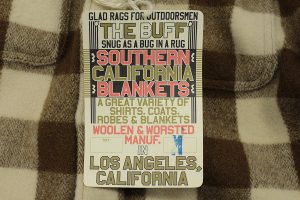 GLAD RAGS FOR OUTDOORSMEN
"THE BUFF"
SNUG AS A BUG IN A RUG
SOUTHERN
CALIFORNIA
BLANKETS
A GREAT VARIETY OF
SHIRTS, COATS,
ROBES & BLANKETS
WOOLEN & WORSTED
MANUF.
IN
LOS ANGELES,
CALIFORNIA